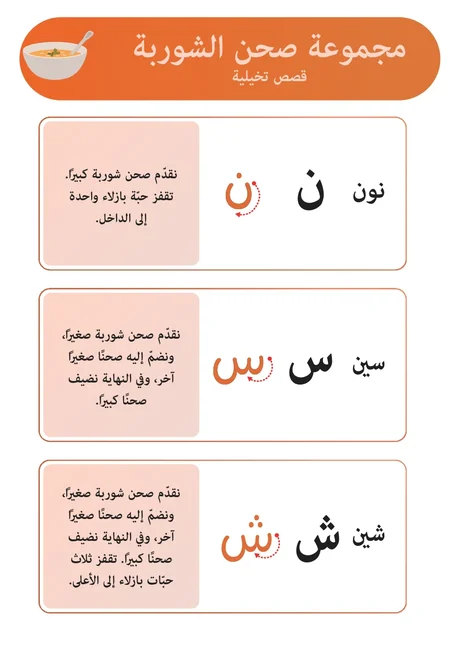 مجموعة صحن الشوربة
قصص تخيلية
نون
ن
ن
نقدّم صحن شوربة كبيرًا.
تقفز حبّة بازلاء واحدة
إلى الداخل.
سين
س
س
نقدّم صحن شوربة صغيرًا،
ونضمّ إليه صحنًا صغيرًا
آخر، وفي النهاية نضيف
صحنًا كبيرًا.
شين
ش
ش
نقدّم صحن شوربة صغيرًا،
ونضمّ إليه صحنًا صغيرًا
آخر، وفي النهاية نضيف
صحنًا كبيرًا. تقفز ثلاث
حبّات بازلاء إلى الأعلى.